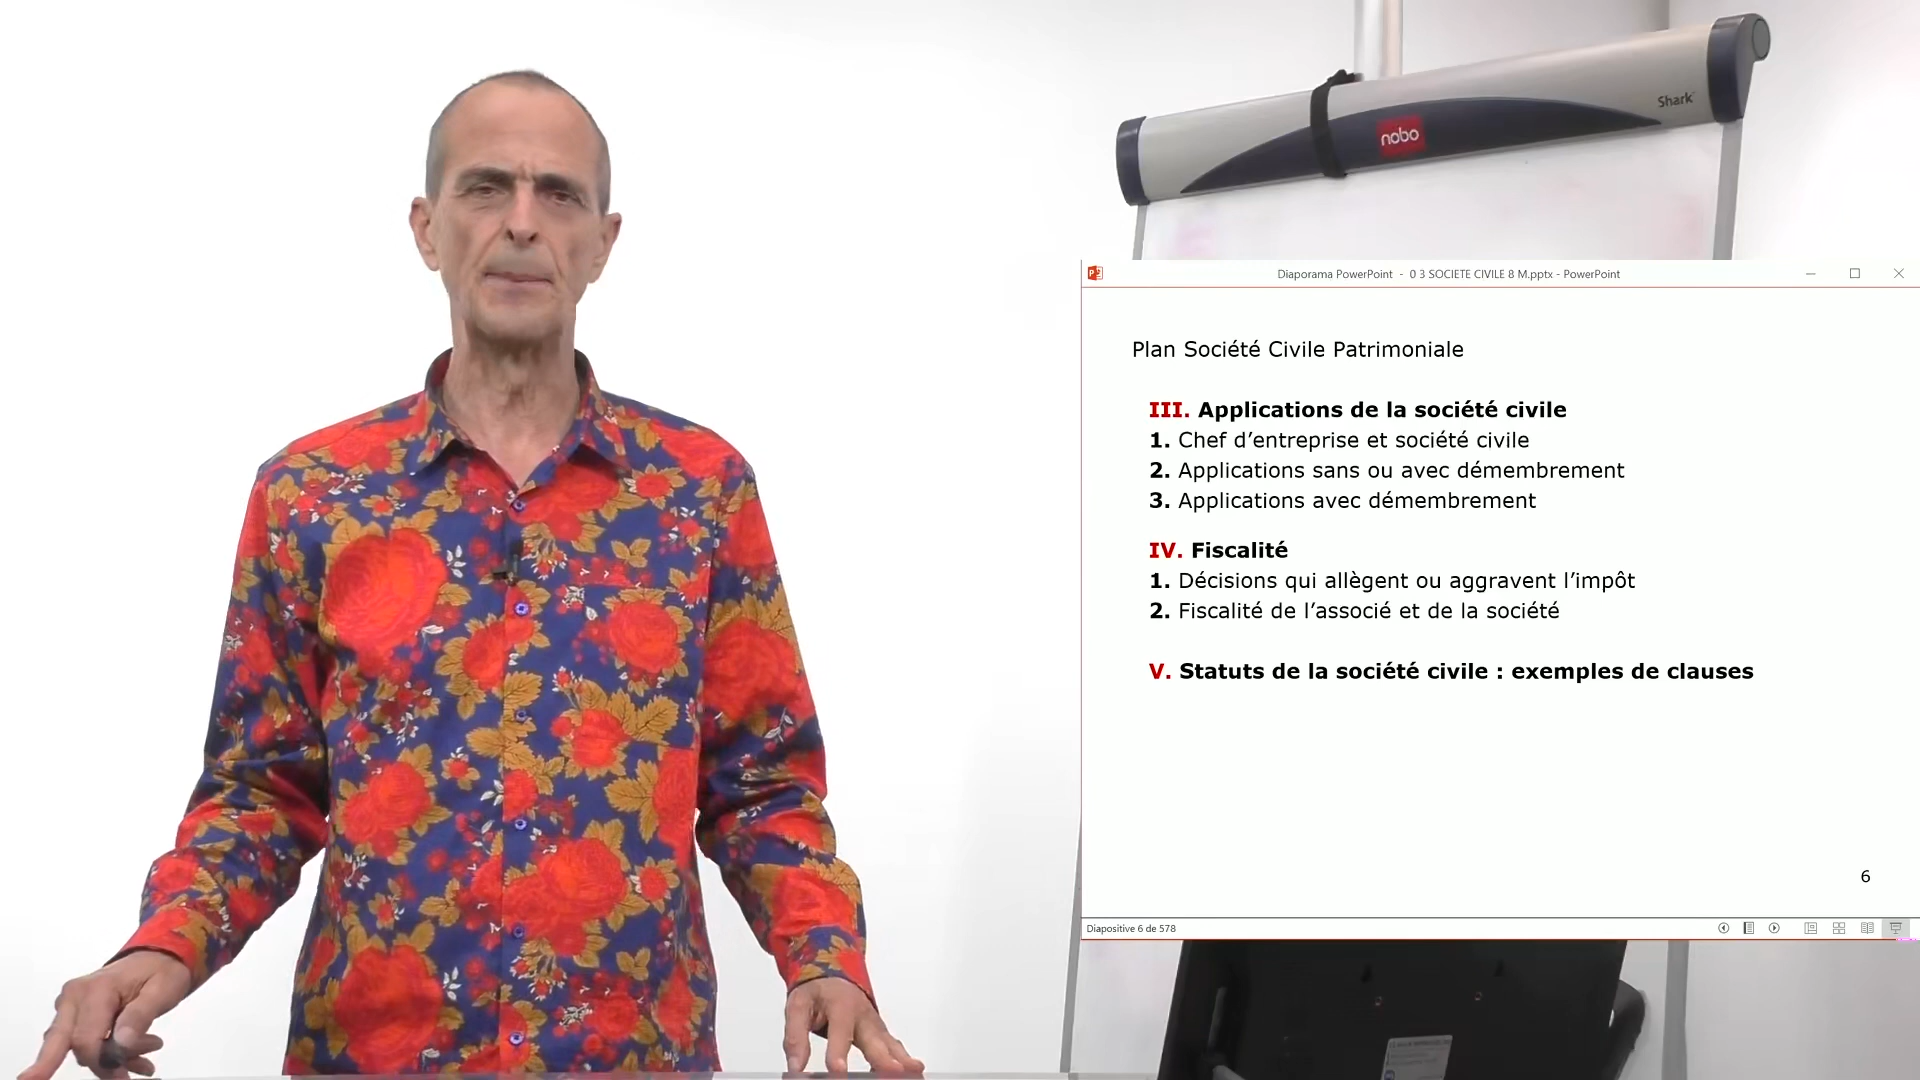 Shark
nobo
Diaporama PowerPoint - 0 3 SOCIETE CIVILE 8 M.pptx - PowerPoint
Plan Société Civile Patrimoniale
III. Applications de la société civile
1. Chef d’entreprise et société civile
2. Applications sans ou avec démembrement
3. Applications avec démembrement
IV. Fiscalité
1. Décisions qui allègent ou aggravent l’impôt
2. Fiscalité de l’associé et de la société
V. Statuts de la société civile : exemples de clauses
6
Diapositive 6 de 578